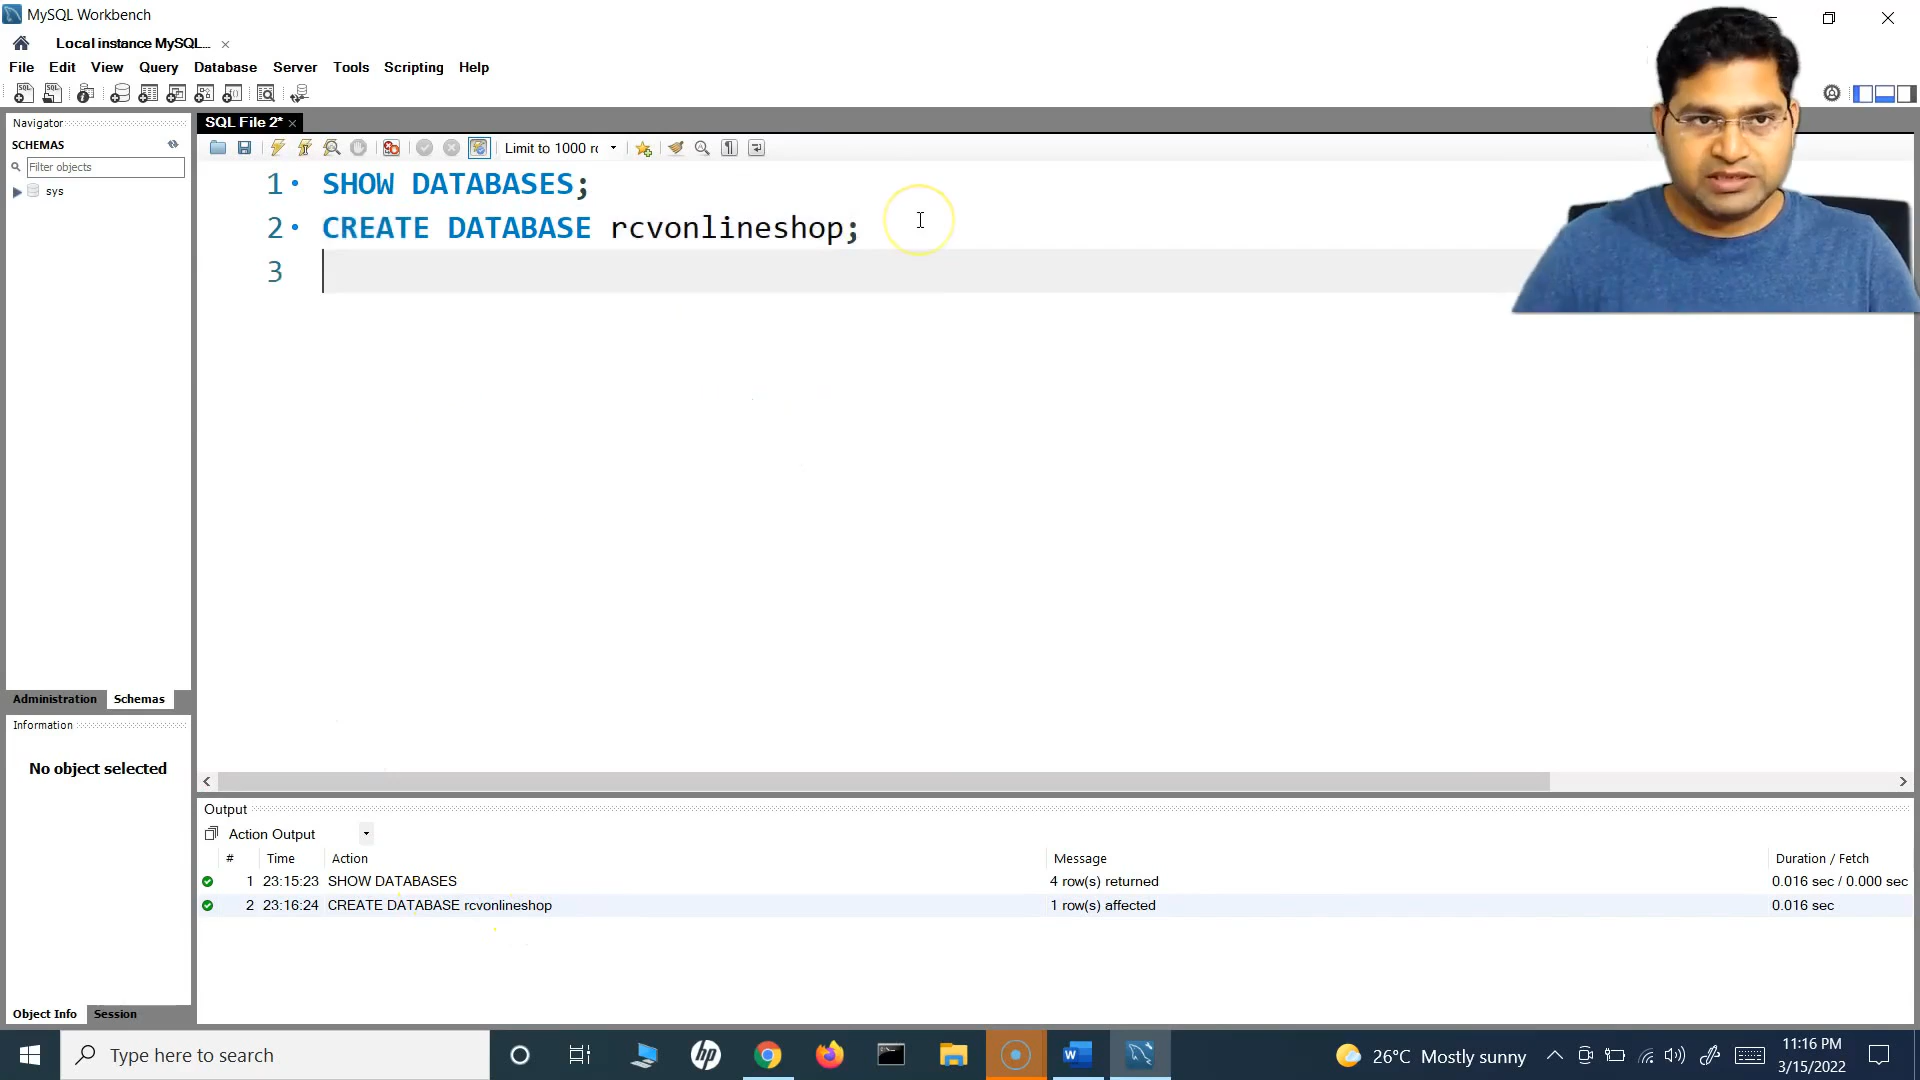 MySQL Workbench
Local instance MySQL...
File Edit View Query Database Server Tools Scripting Help
Navigator
SCHEMAS
Filter objects
sys
Administration Schemas
Information
No object selected
Object Info Session
SQL File 2*
Limit to 1000 rc
1 SHOW DATABASES;
2 CREATE DATABASE rcvonlineshop;
3
Output
Action Output
# Time Action Message Duration / Fetch
1 23:15:23 SHOW DATABASES 4 row(s) returned 0.016 sec / 0.000 sec
2 23:16:24 CREATE DATABASE rcvonlineshop 1 row(s) affected 0.016 sec
Type here to search
26°C Mostly sunny
11:16 PM
3/15/2022